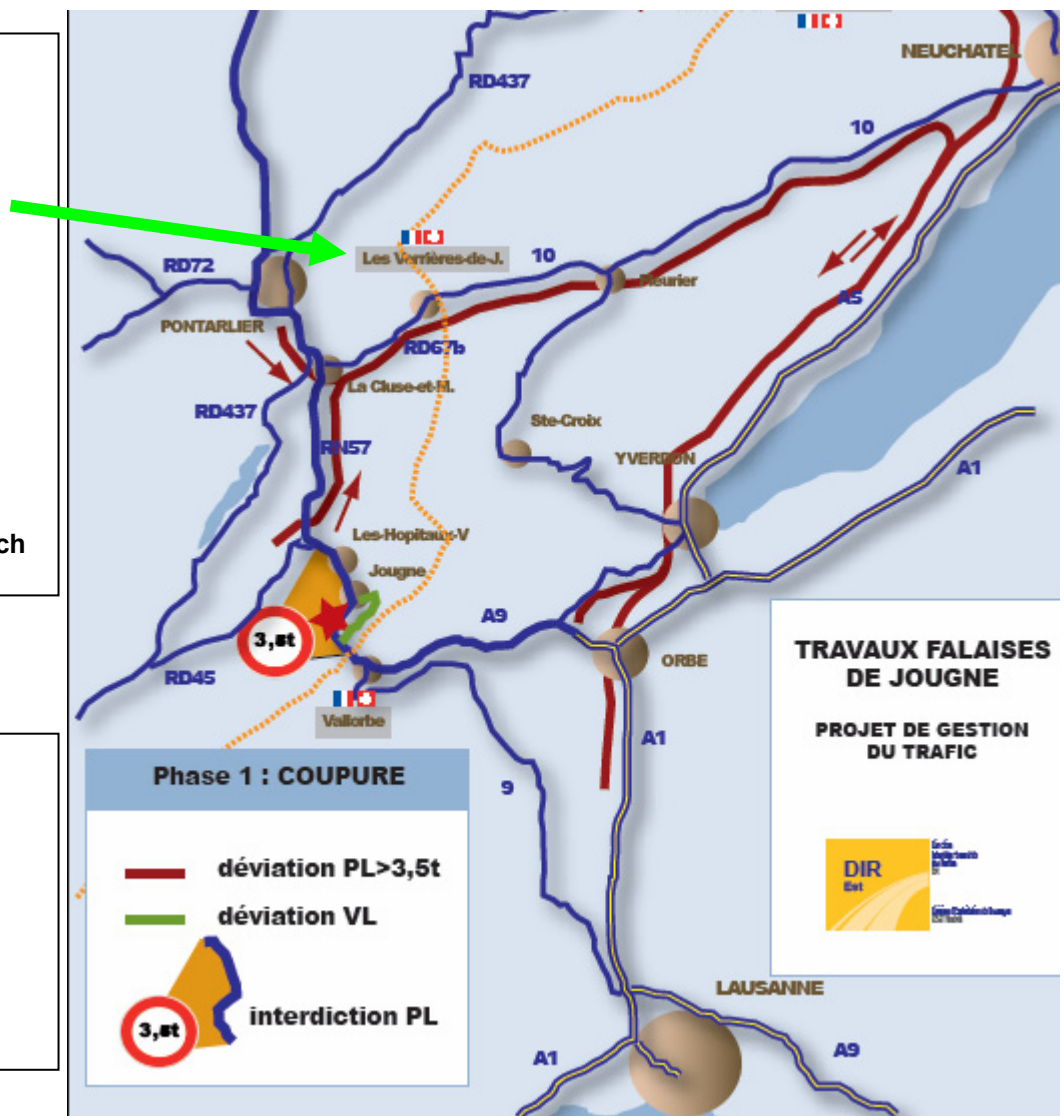 ch
NEUCHATEL
RD437
10
Les Verrières-de-J.
10
RD72
Fleurier
PONTARLIER
A5
RD67b
La Cluse-et-M.
RD437
Ste-Croix
RN57
YVERDON
A1
Les-Hopitaux-V
Jougne
A9
3,5t
ORBE
RD45
Vallorbe
A1
9
LAUSANNE
A1
A9
TRAVAUX FALAISES
DE JOUGNE
PROJET DE GESTION
DU TRAFIC
DIR
Est
Phase 1 : COUPURE
déviation PL>3,5t
déviation VL
3,5t
interdiction PL